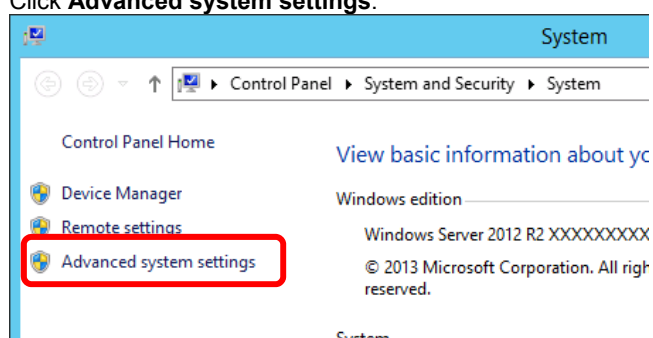 Click Advanced system settings.
System
Control Panel System and Security System
Control Panel Home
View basic information about yo
Device Manager
Windows edition
Remote settings
Windows Server 2012 R2 XXXXXXXXX
Advanced system settings
© 2013 Microsoft Corporation. All righ
reserved.
System